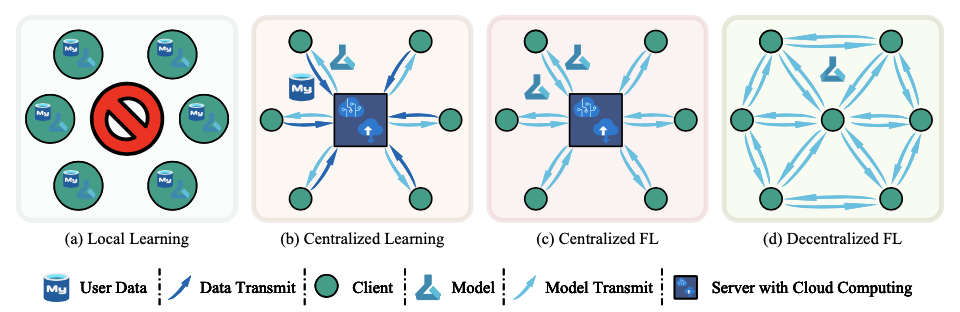 My
My
My
My
My
My
My
(a) Local Learning
(b) Centralized Learning
(c) Centralized FL
(d) Decentralized FL
My
User Data
Data Transmit
Client
Model
Model Transmit
Server with Cloud Computing